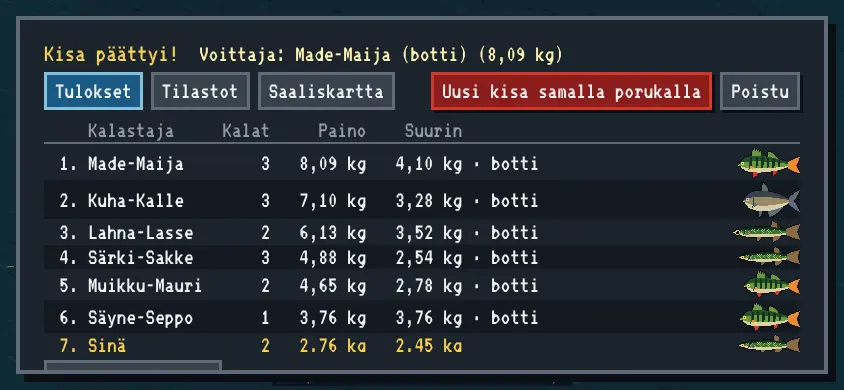 Kisa päättyi! Voittaja: Made-Maija (botti) (8,09 kg)
Tulokset Tilastot Saaliskartta Uusi kisa samalla porukalla Poistu
Kalastaja Kalat Paino Suurin
1. Made-Maija 3 8,09 kg 4,10 kg · botti
2. Kuha-Kalle 3 7,10 kg 3,28 kg · botti
3. Lahna-Lasse 2 6,13 kg 3,52 kg · botti
4. Särki-Sakke 3 4,88 kg 2,54 kg · botti
5. Muikku-Mauri 2 4,65 kg 2,78 kg · botti
6. Säyne-Seppo 1 3,76 kg 3,76 kg · botti
7. Sinä 2 2,76 kg 2,45 kg